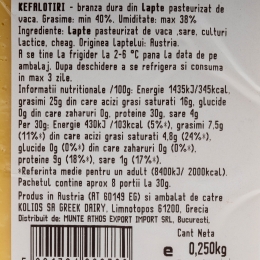 KEFALOTIRI - branza dura din Lapte pasteurizat de
vaca. Grasime: min 40%. Umiditate: max 38%
Ingrediente: Lapte pasteurizat de vaca ,sare, culturi
lactice, cheag. Originea laptelui: Austria.
A se tine la frigider la 2-6 °C pana la data de pe
ambalaj. Dupa deschidere a se refrigera si consuma in
max 3 zile.
Informatii nutritionale /100g: Energie 1435kJ/345kcal,
grasimi 25g din care acizi grasi saturati 16g, glucide
0g din care zaharuri 0g, proteine 30g, sare 4g
Per 30g: Energie 430kJ /103kcal (5%*), grasimi 7,5g
(11%*) din care acizi grasi saturati 4,8g (24%*),
glucide 0g (0%*) din care zaharuri 0g (0%*),
proteine 9g (18%*), sare 1g (17%*)
*Referinta medie pentru un adult (8400kJ / 2000kcal).
Pachetul contine apox 8 portii la 30g.
Produs in Austria (AT 60149 EG) si ambalat de catre
KOLIOS SA GREEK DAIRY, Limnotopos 61200, Grecia
Distribuit de: MUNTE ATHOS EXPORT IMPORT SRL, Bucuresti.
Cant Neta
e 0,250kg